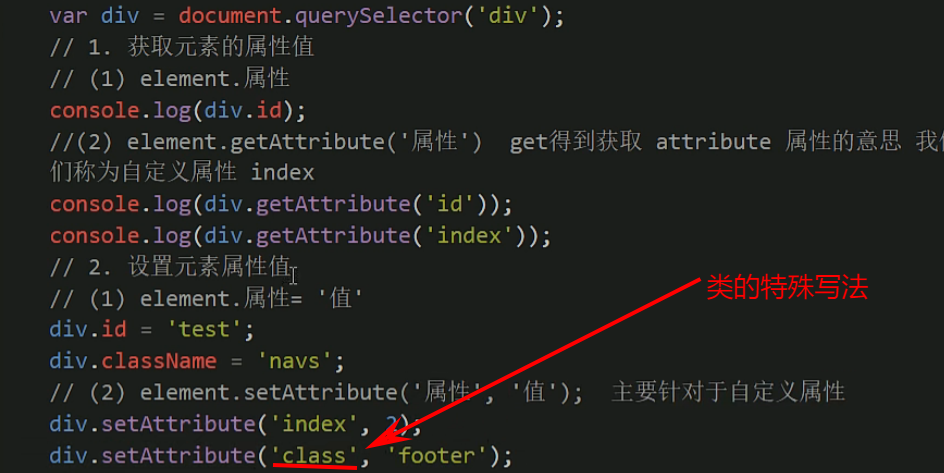 var div = document.querySelector('div');
// 1. 获取元素的属性值
// (1) element.属性
console.log(div.id);
//(2) element.getAttribute('属性')  get得到获取 attribute 属性的意思 我
们称为自定义属性 index
console.log(div.getAttribute('id'));
console.log(div.getAttribute('index'));
// 2. 设置元素属性值
// (1) element.属性= '值'
类的特殊写法
div.id = 'test';
div.className = 'navs';
// (2) element.setAttribute('属性', '值');  主要针对于自定义属性
div.setAttribute('index', 2);
div.setAttribute('class', 'footer');